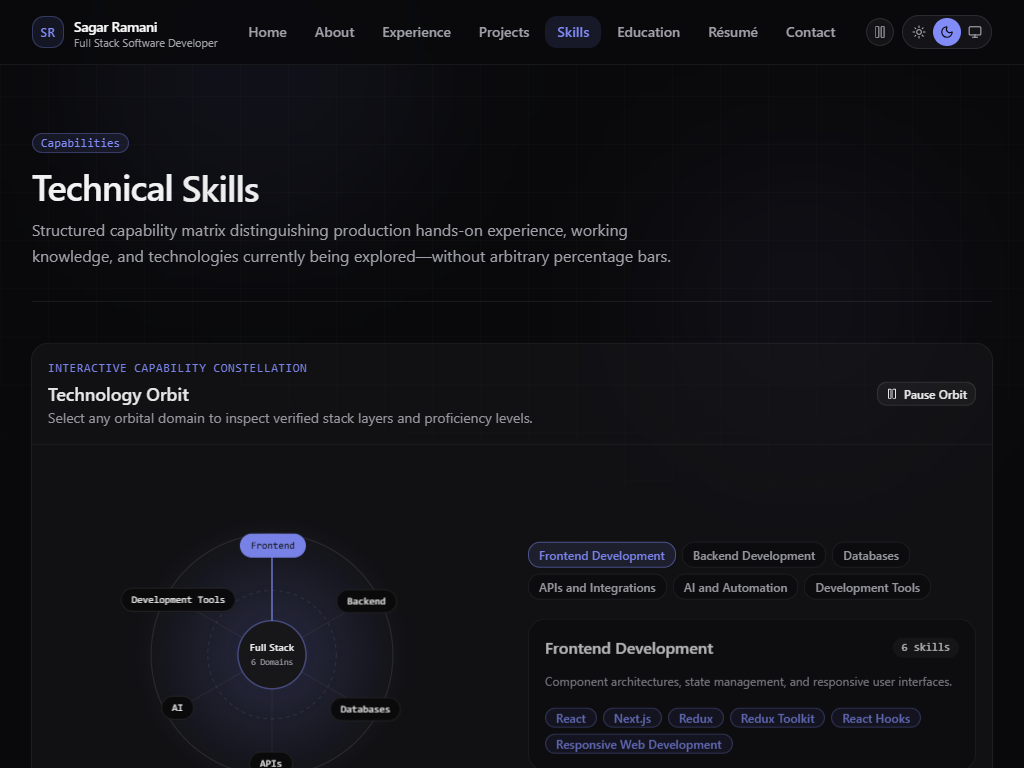 SR
Sagar Ramani
Full Stack Software Developer
Home
About
Experience
Projects
Skills
Education
Résumé
Contact
Capabilities
Technical Skills
Structured capability matrix distinguishing production hands-on experience, working
knowledge, and technologies currently being explored—without arbitrary percentage bars.
INTERACTIVE CAPABILITY CONSTELLATION
Technology Orbit
Select any orbital domain to inspect verified stack layers and proficiency levels.
Pause Orbit
Frontend
Development Tools
Backend
Full Stack
6 Domains
AI
Databases
APIs
Frontend Development
Backend Development
Databases
APIs and Integrations
AI and Automation
Development Tools
Frontend Development
6 skills
Component architectures, state management, and responsive user interfaces.
React
Next.js
Redux
Redux Toolkit
React Hooks
Responsive Web Development